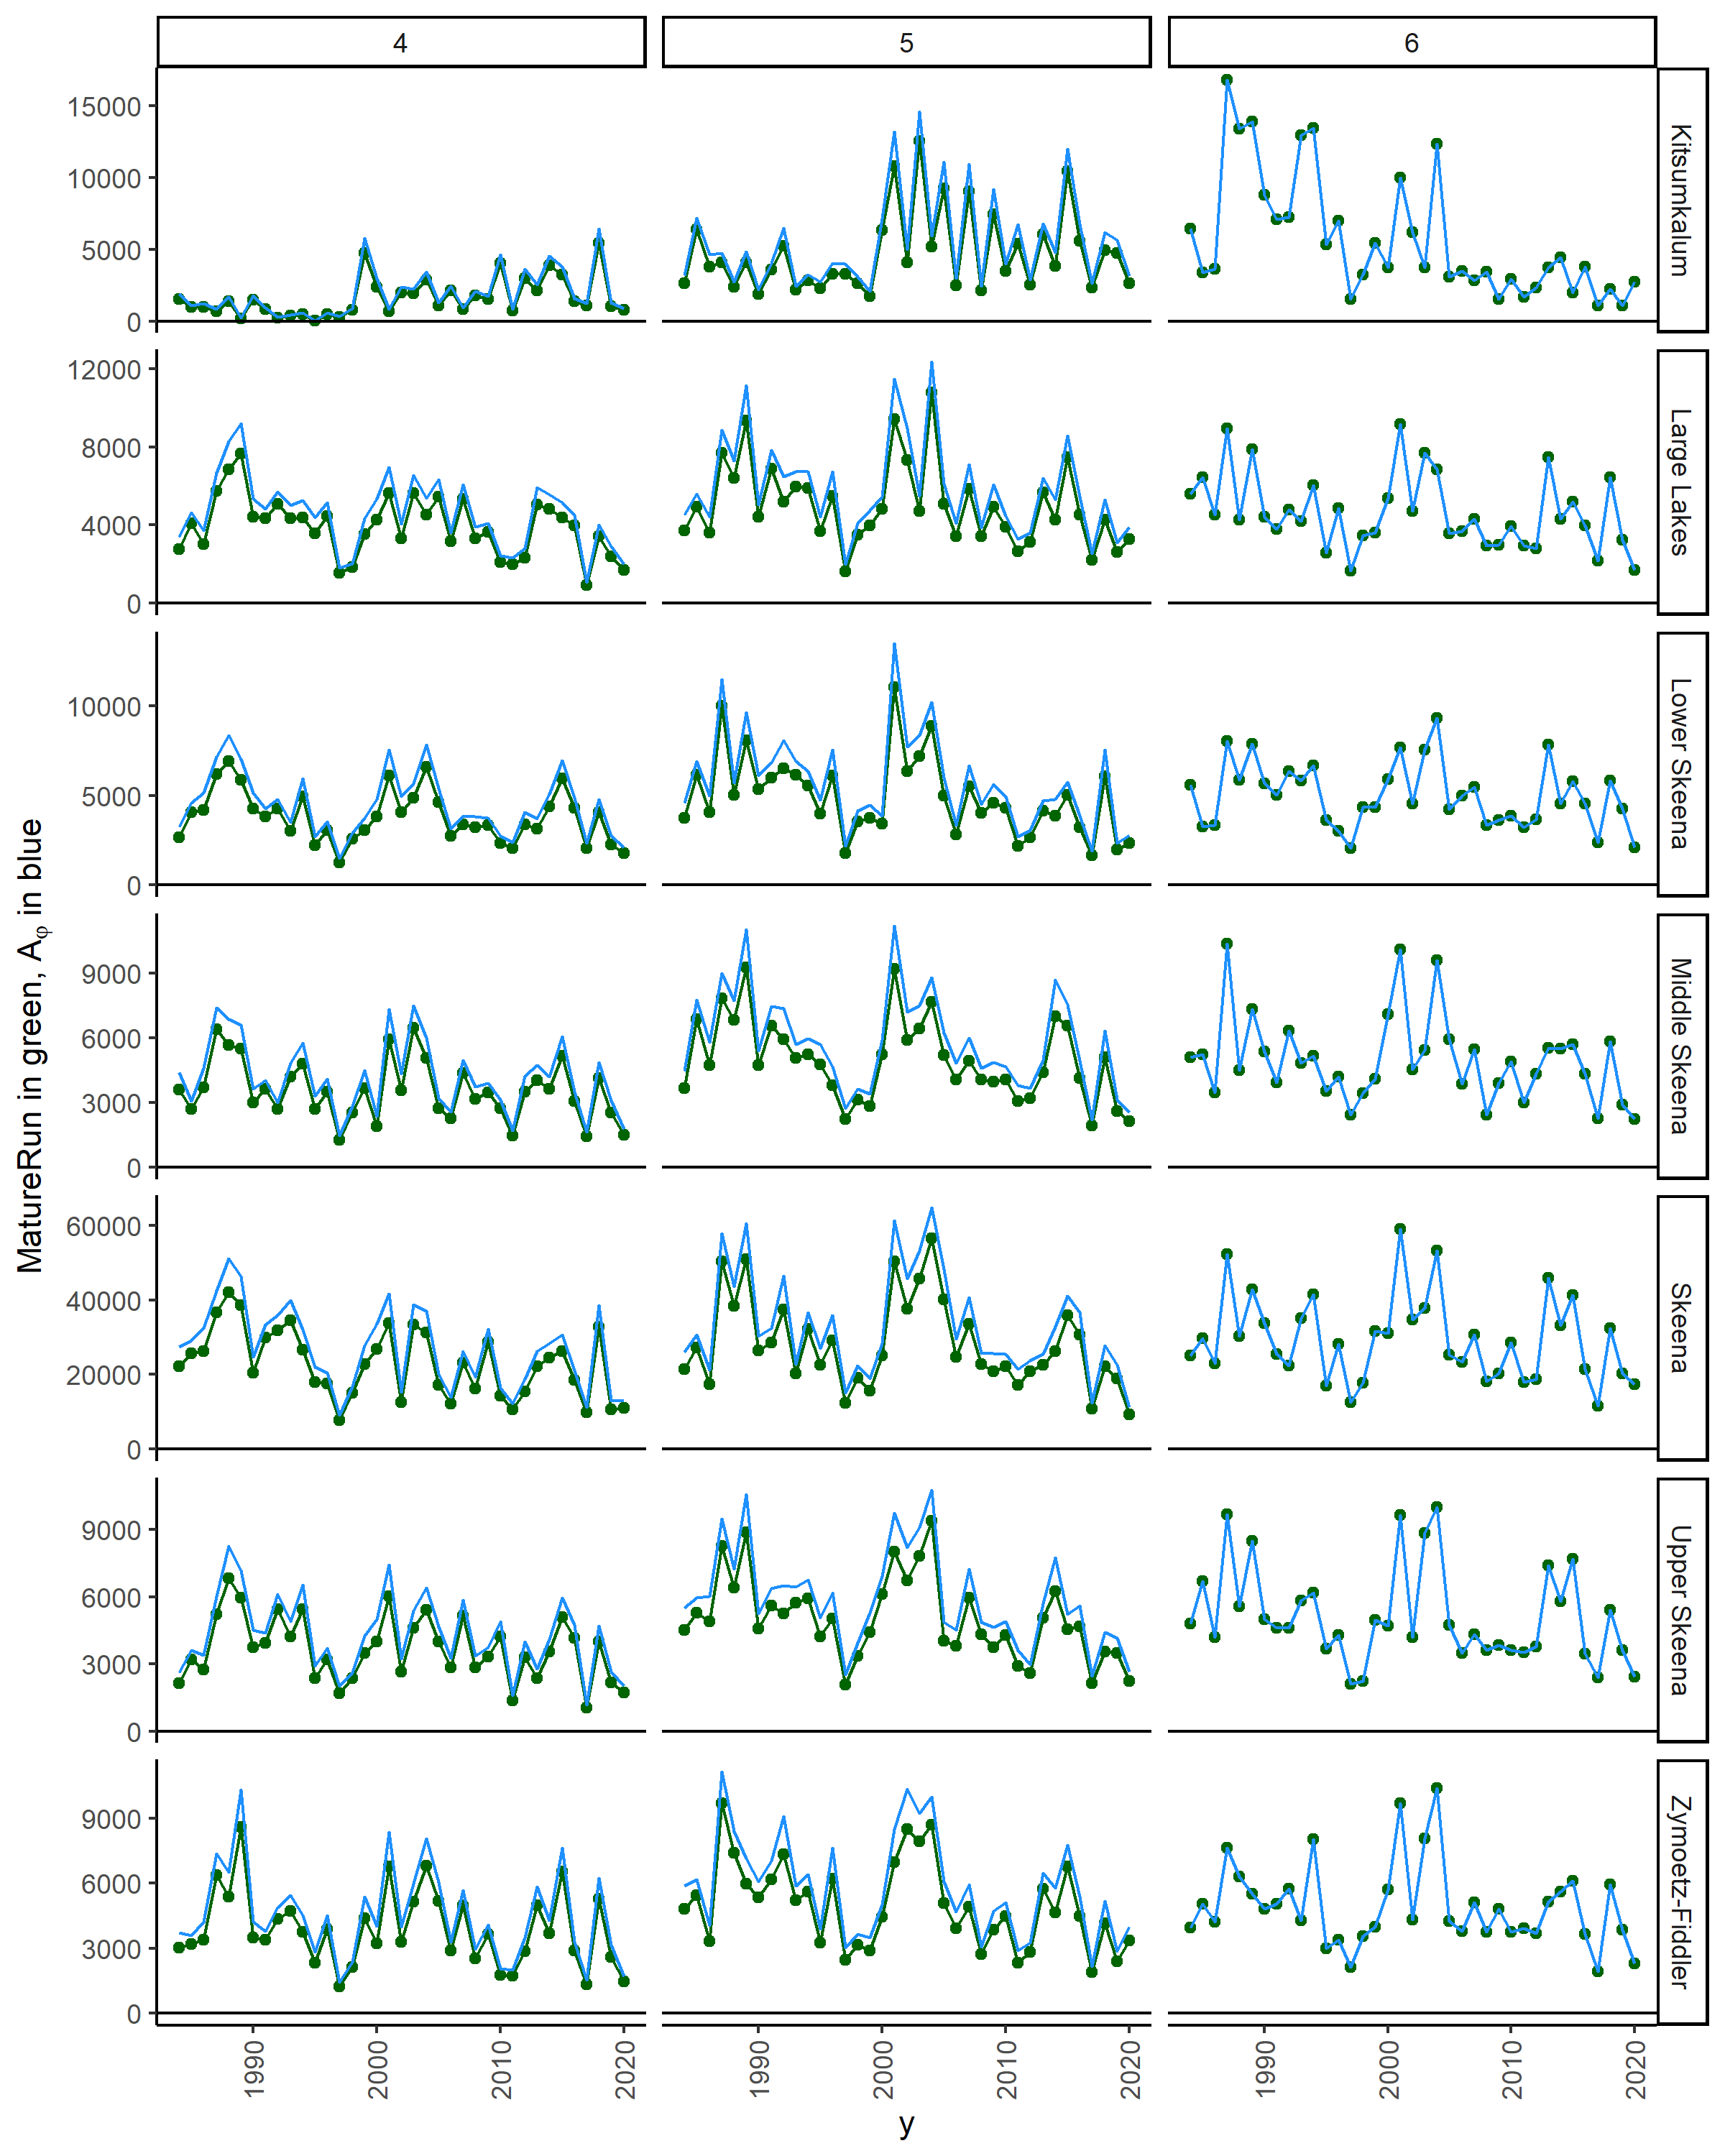 4 5 6
MatureRun in green, Aφ in blue
15000
10000
5000
0
Kitsumkalum
12000
8000
4000
0
Large Lakes
10000
5000
0
Lower Skeena
9000
6000
3000
0
Middle Skeena
60000
40000
20000
0
Skeena
9000
6000
3000
0
Upper Skeena
9000
6000
3000
0
Zymoetz-Fiddler
1990 2000 2010 2020 1990 2000 2010 2020 1990 2000 2010 2020
y